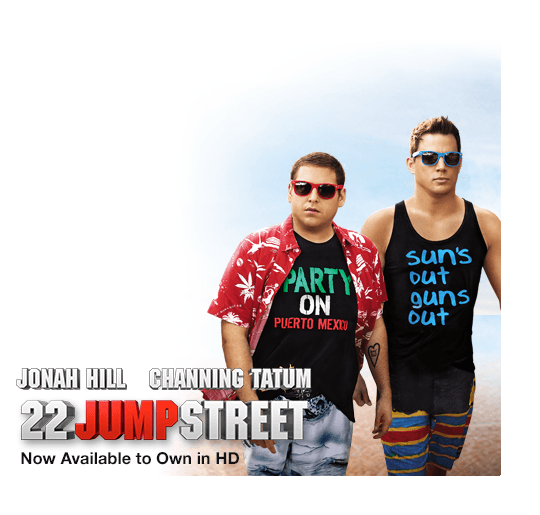 PARTY
ON
PUERTO MEXICO
sun's
out
guns
out
JONAH HILL CHANNING TATUM
22 JUMP STREET
Now Available to Own in HD